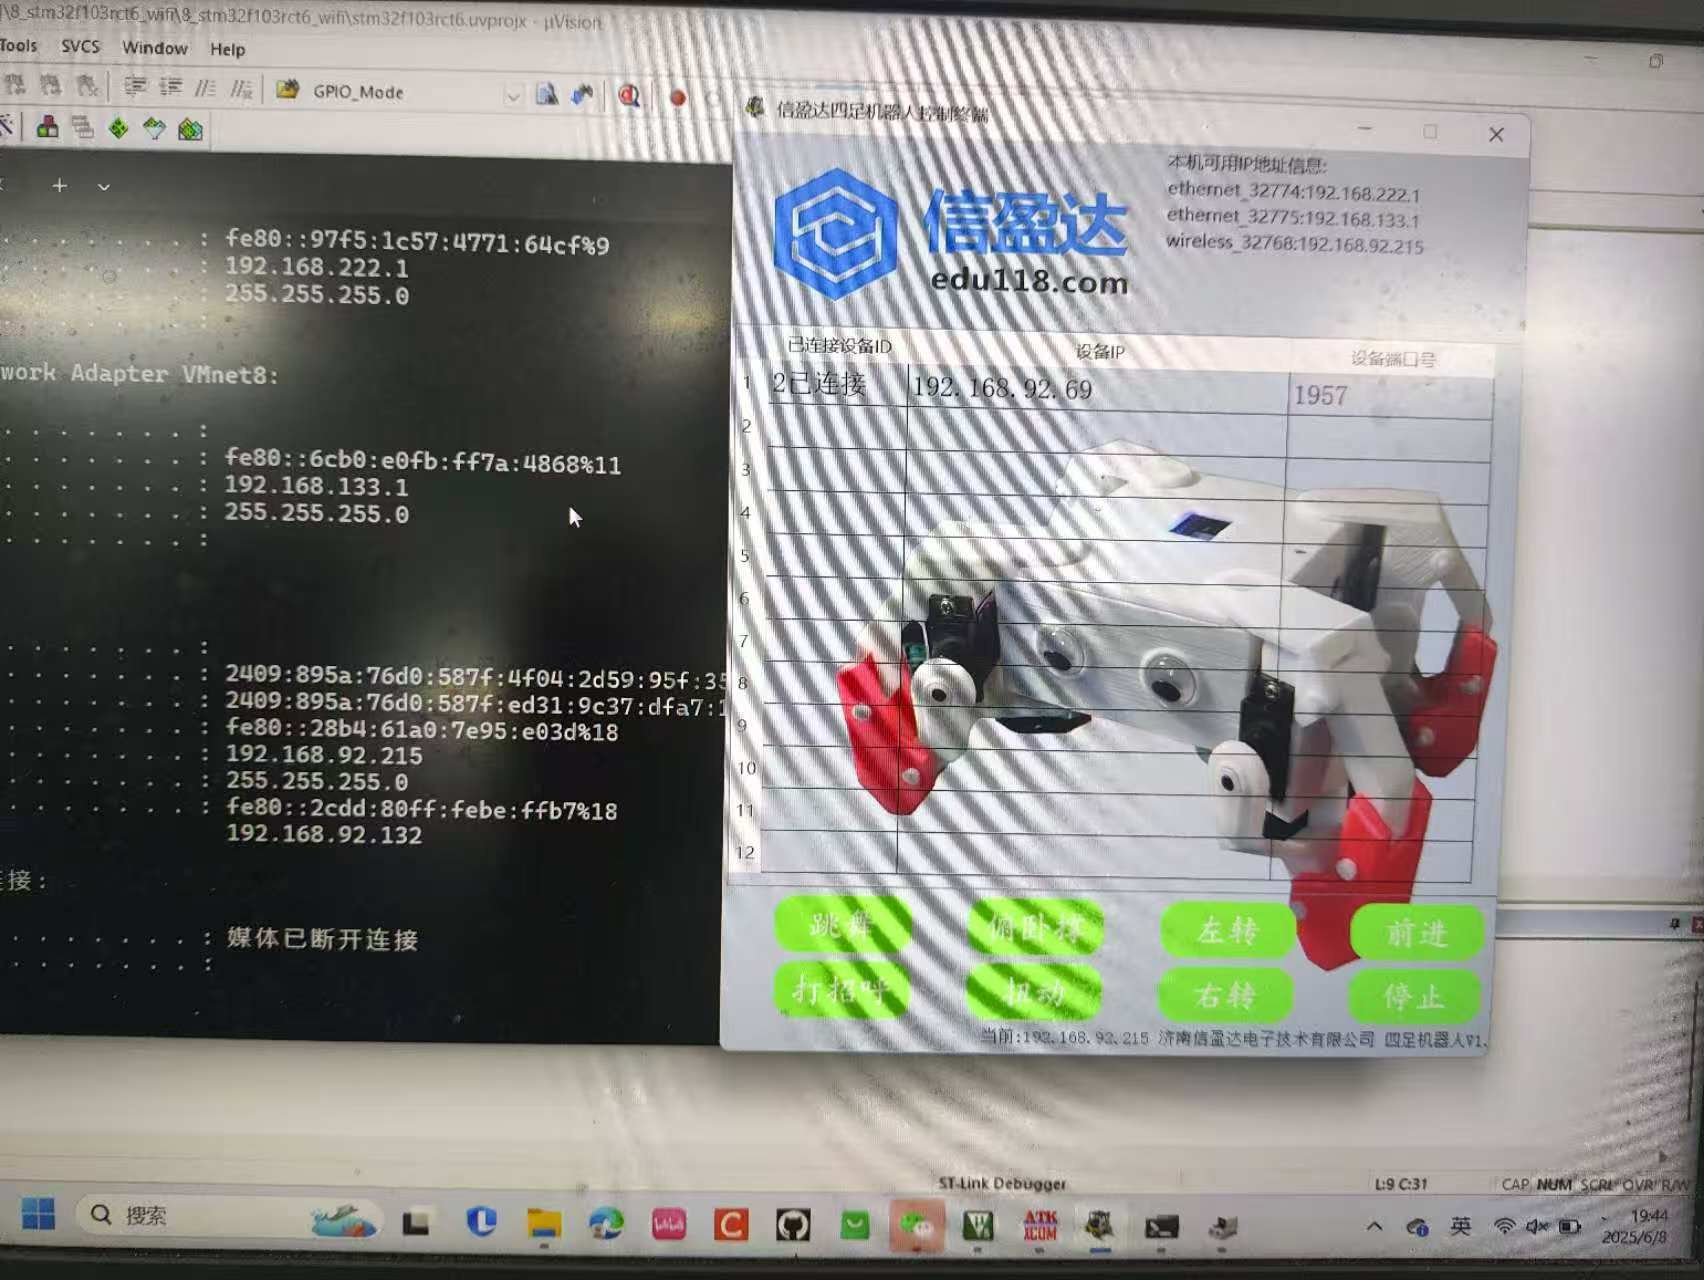 \8_stm32f103rct6_wifi\8_stm32f103rct6_wifi\stm32f103rct6.uvprojx - µVision
Tools SVCS Window Help
GPIO_Mode
fe80::97f5:1c57:4771:64cf%9
192.168.222.1
255.255.255.0
work Adapter VMnet8:
fe80::6cb0:e0fb:ff7a:4868%11
192.168.133.1
255.255.255.0
2409:895a:76d0:587f:4f04:2d59:95f:35
2409:895a:76d0:587f:ed31:9c37:dfa7:1
fe80::28b4:61a0:7e95:e03d%18
192.168.92.215
255.255.255.0
fe80::2cdd:80ff:febe:ffb7%18
192.168.92.132
连接:
媒体已断开连接
信盈达四足机器人控制终端
信盈达
edu118.com
本机可用IP地址信息:
ethernet_32774:192.168.222.1
ethernet_32775:192.168.133.1
wireless_32768:192.168.92.215
已连接设备ID 设备IP 设备端口号
1 2已连接 192.168.92.69 1957
2
3
4
5
6
7
8
9
10
11
12
跳舞 俯卧撑 左转 前进
打招呼 扭动 右转 停止
当前:192.168.92.215 济南信盈达电子技术有限公司 四足机器人V1.
ST-Link Debugger L:9 C:31 CAP NUM SCRL OVR R/W
搜索
bilibili
C
ATK
XCOM
英
19:44
2025/6/8